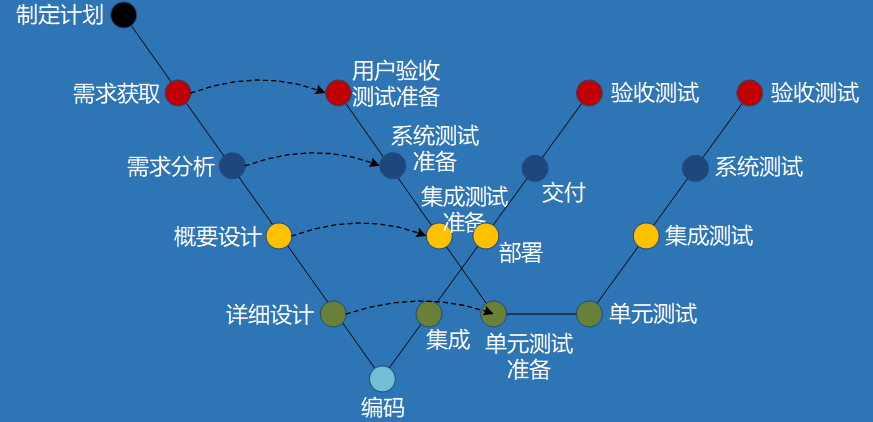 制定计划
需求获取
用户验收
测试准备
验收测试
验收测试
需求分析
系统测试
准备
交付
系统测试
概要设计
集成测试
准备
部署
集成测试
详细设计
集成
单元测试
准备
单元测试
编码